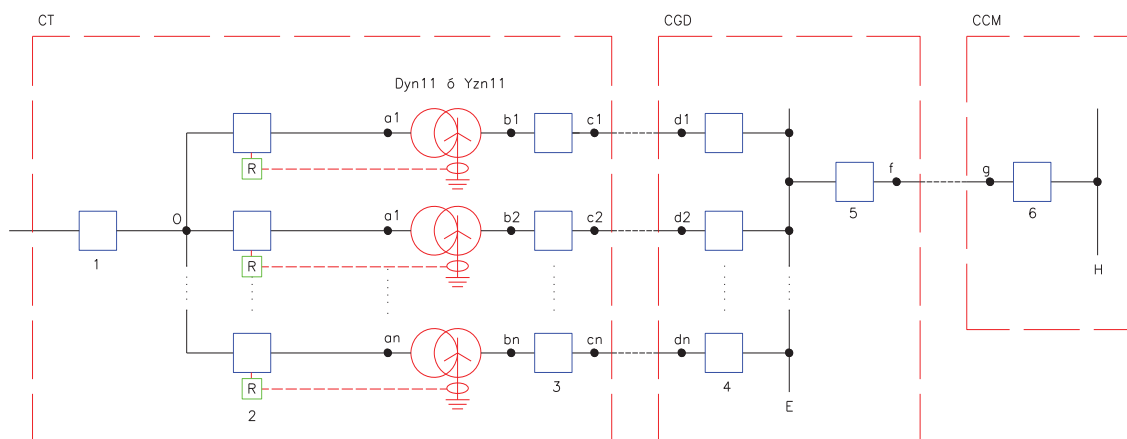 CT
CGD
CCM
Dyn11 ó Yzn11
a1
b1
c1
d1
R
f
g
5
6
O
a1
b2
c2
d2
1
R
H
an
bn
cn
dn
R
3
4
2
E